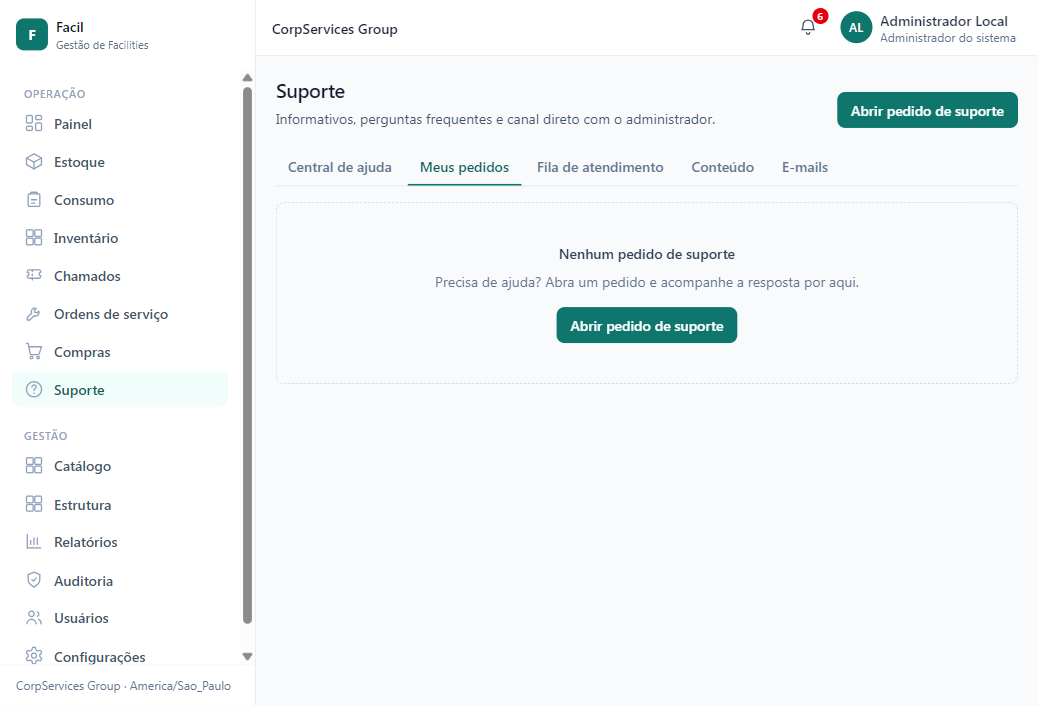 F
Facil
Gestão de Facilities
OPERAÇÃO
Painel
Estoque
Consumo
Inventário
Chamados
Ordens de serviço
Compras
Suporte
GESTÃO
Catálogo
Estrutura
Relatórios
Auditoria
Usuários
Configurações
CorpServices Group · America/Sao_Paulo
CorpServices Group
6
AL
Administrador Local
Administrador do sistema
Suporte
Informativos, perguntas frequentes e canal direto com o administrador.
Abrir pedido de suporte
Central de ajuda
Meus pedidos
Fila de atendimento
Conteúdo
E-mails
Nenhum pedido de suporte
Precisa de ajuda? Abra um pedido e acompanhe a resposta por aqui.
Abrir pedido de suporte